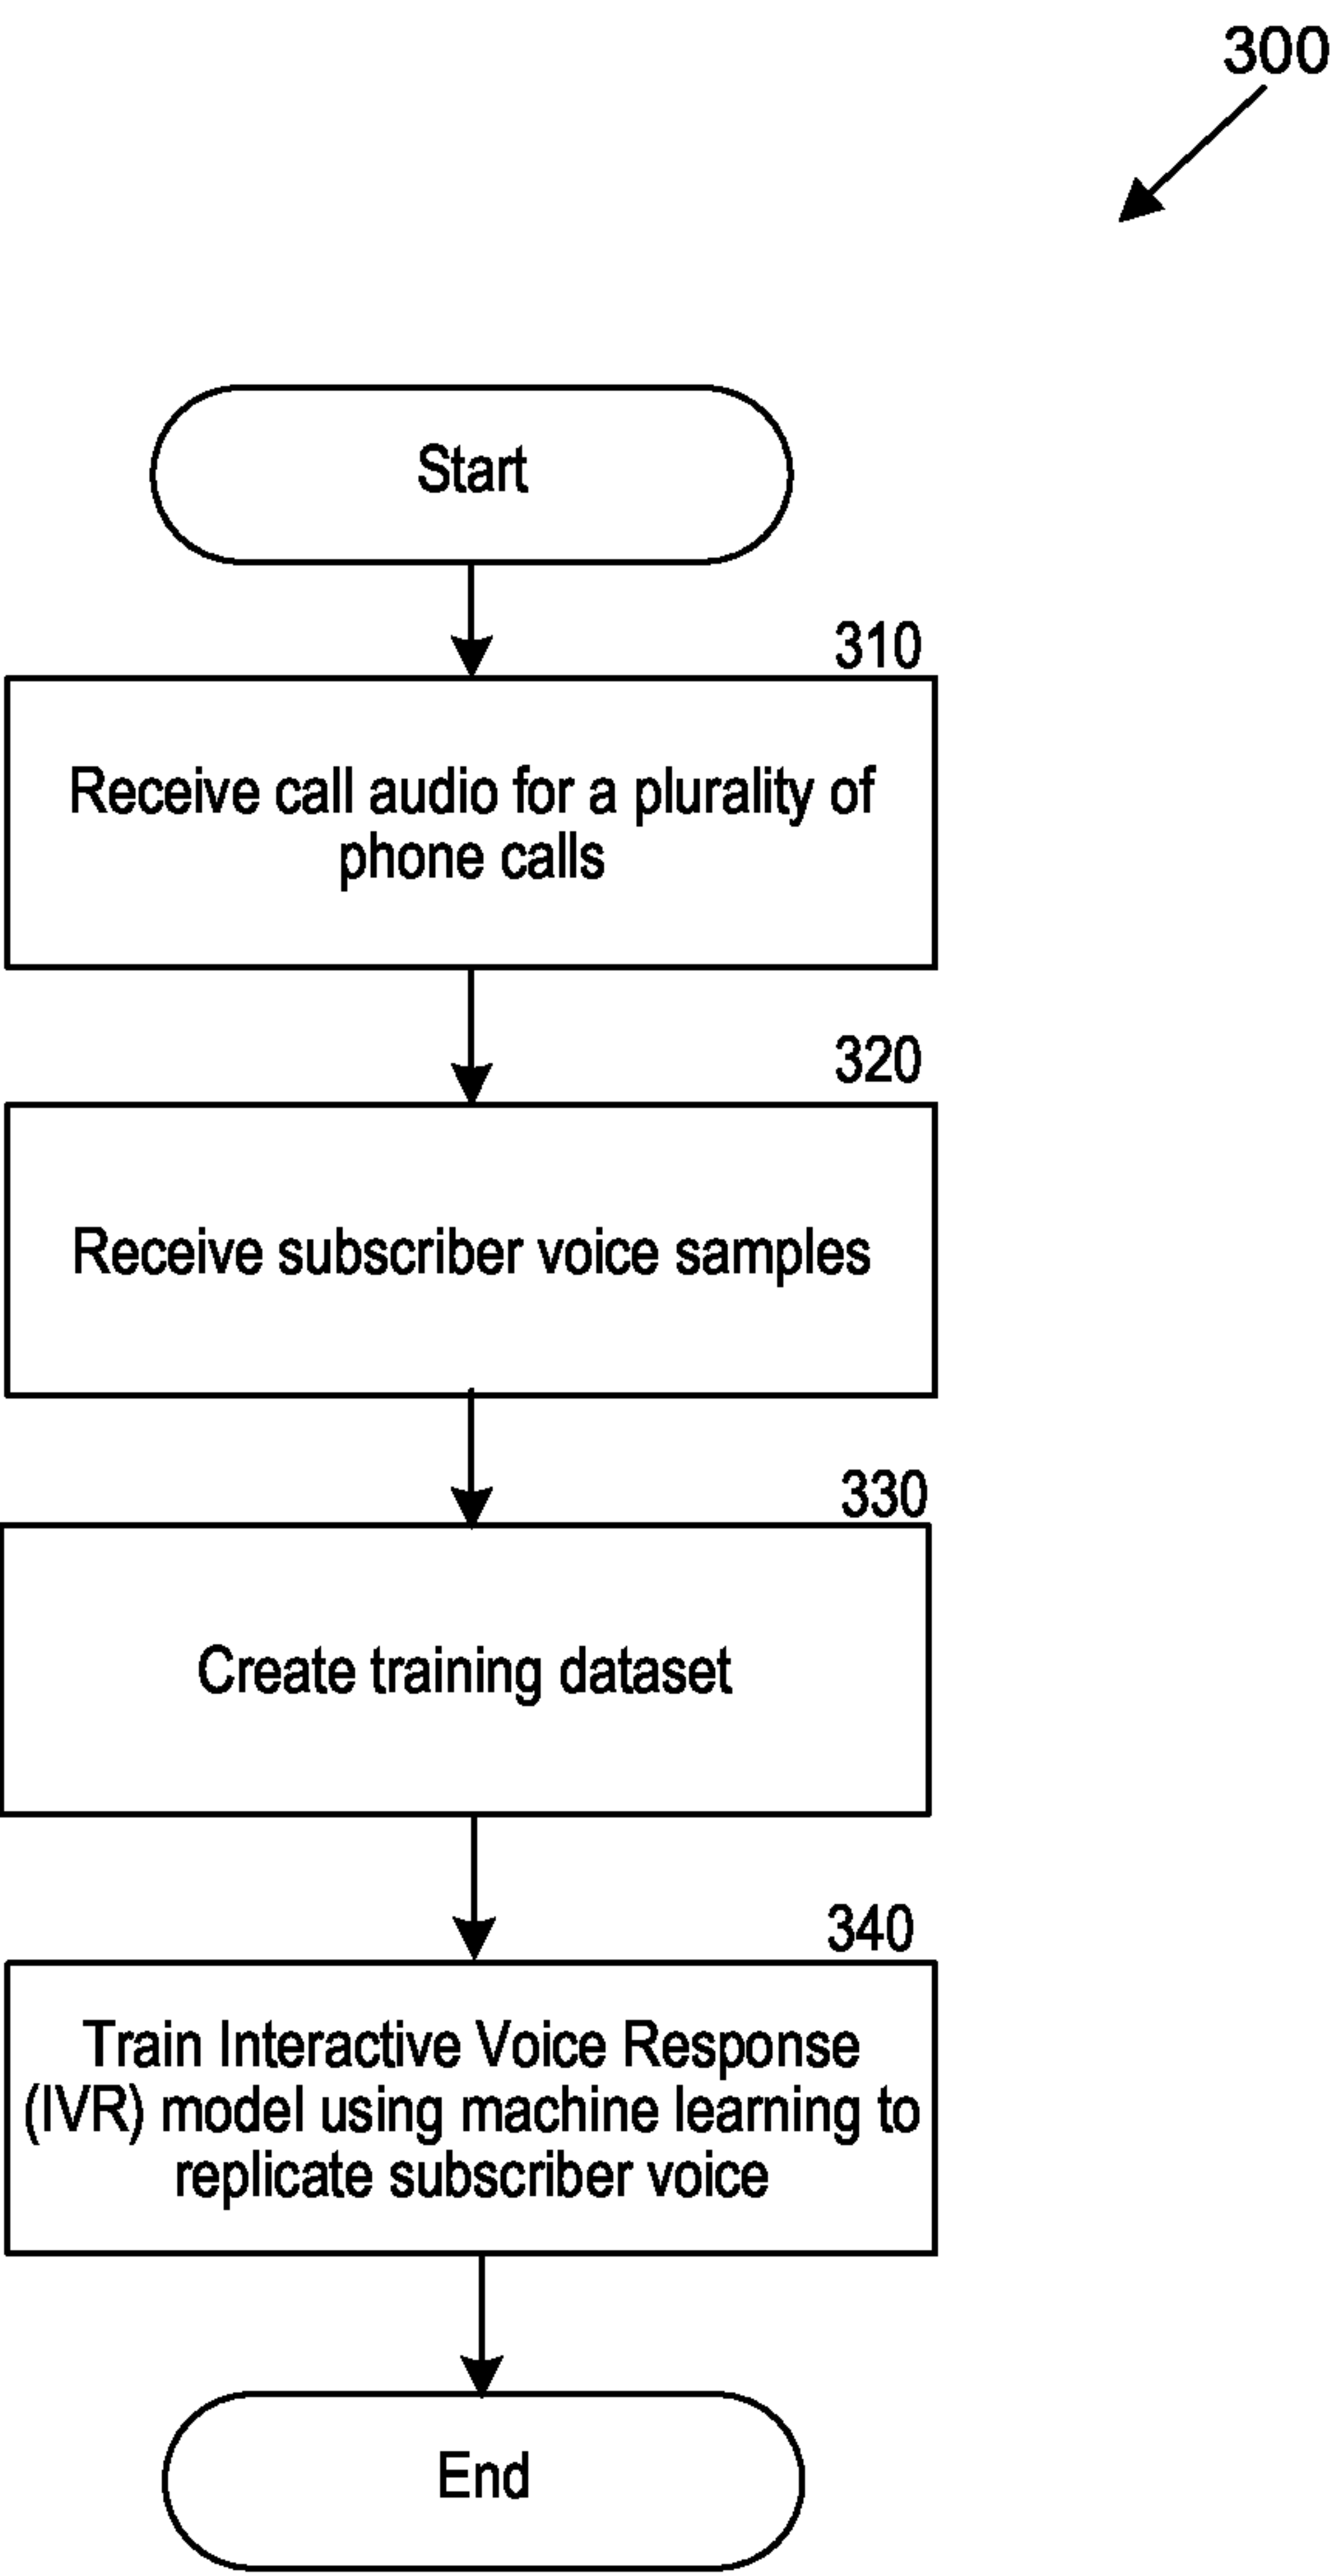 300
Start
310
Receive call audio for a plurality of
phone calls
320
Receive subscriber voice samples
330
Create training dataset
340
Train Interactive Voice Response
(IVR) model using machine learning to
replicate subscriber voice
End